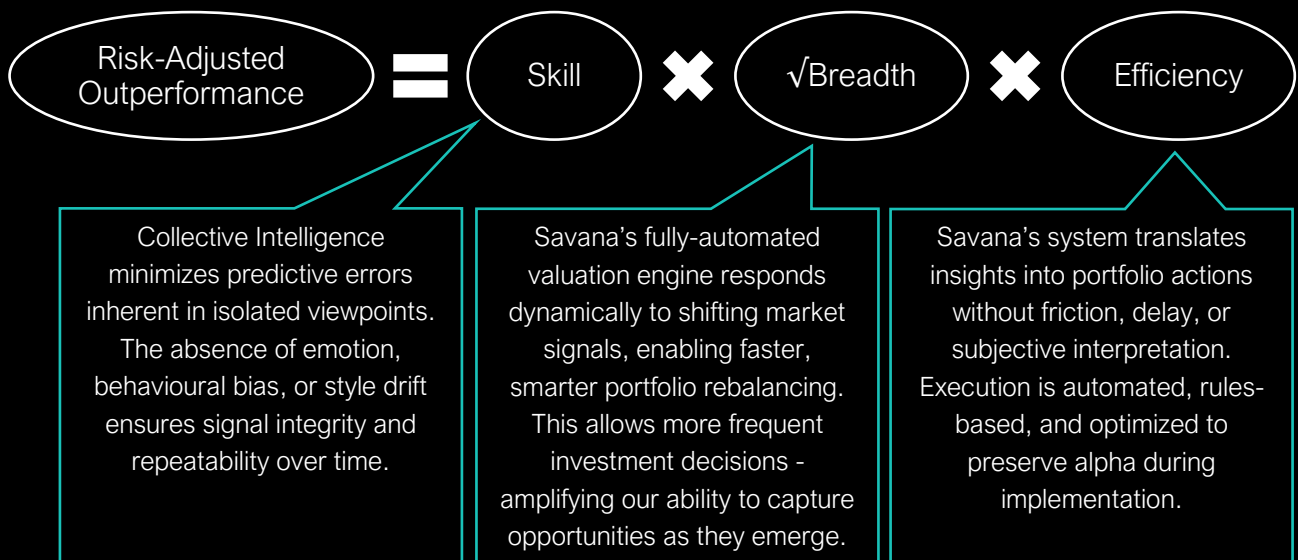 Risk-Adjusted
Outperformance
=
Skill
×
√Breadth
×
Efficiency
Collective Intelligence
minimizes predictive errors
inherent in isolated viewpoints.
The absence of emotion,
behavioural bias, or style drift
ensures signal integrity and
repeatability over time.
Savana’s fully-automated
valuation engine responds
dynamically to shifting market
signals, enabling faster,
smarter portfolio rebalancing.
This allows more frequent
investment decisions -
amplifying our ability to capture
opportunities as they emerge.
Savana’s system translates
insights into portfolio actions
without friction, delay, or
subjective interpretation.
Execution is automated, rules-
based, and optimized to
preserve alpha during
implementation.